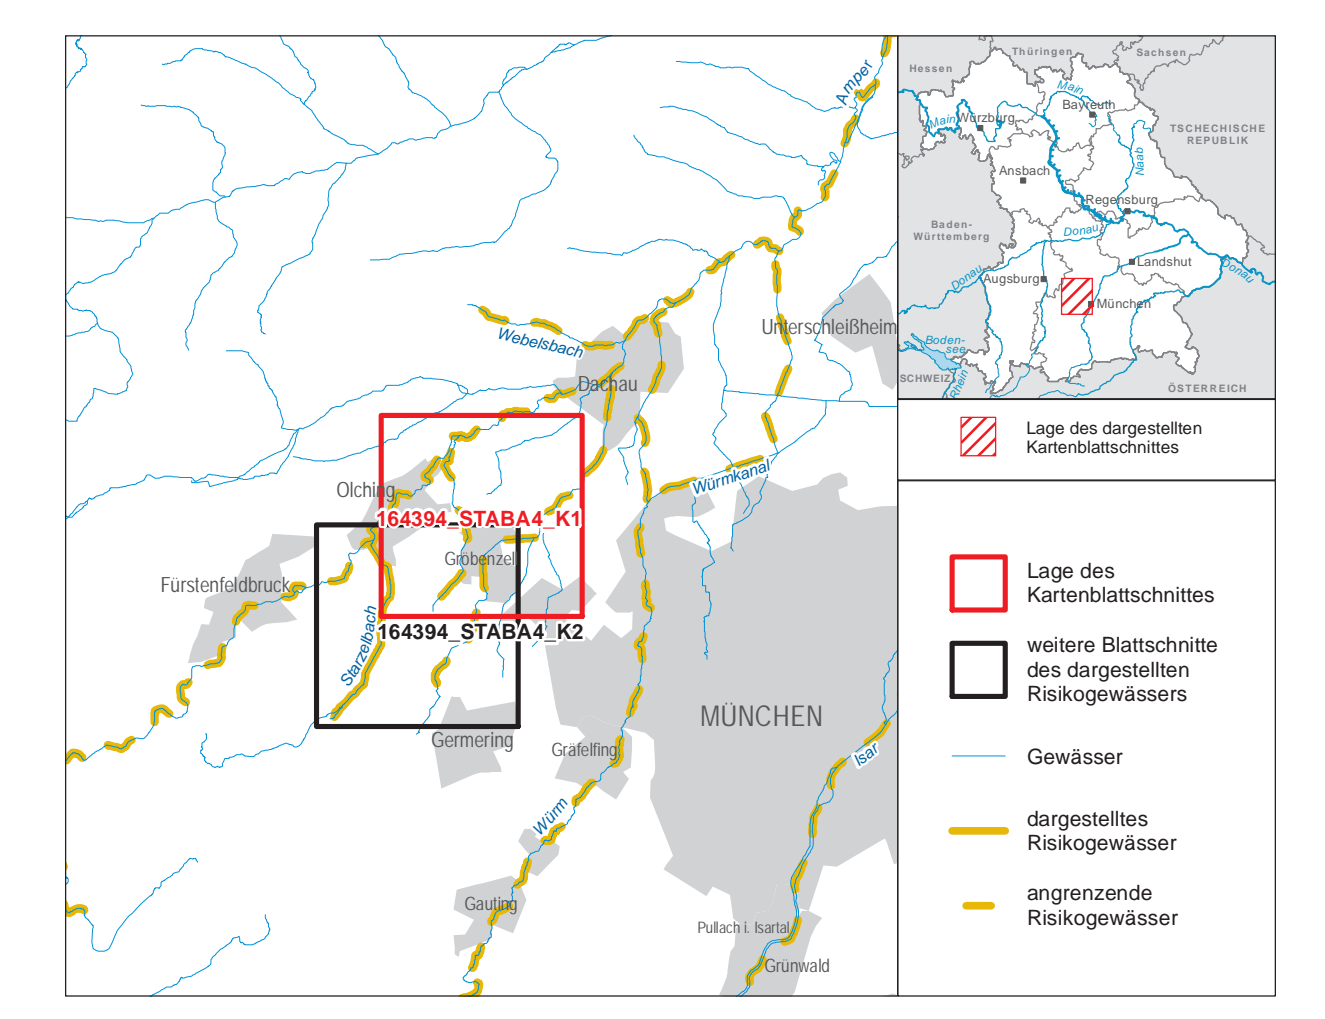 Amper
Webelsbach
Unterschleißheim
Dachau
Würmkanal
Olching
164394_STABA4_K1
Gröbenzel
Fürstenfeldbruck
164394_STABA4_K2
Starzelbach
MÜNCHEN
Germering
Gräfelfing
Isar
Würm
Gauting
Pullach i. Isartal
Grünwald
Thüringen
Sachsen
Hessen
Main
Bayreuth
Main
Würzburg
TSCHECHISCHE
REPUBLIK
Naab
Ansbach
Regensburg
Baden-
Württemberg
Donau
Landshut
Donau
Augsburg
Donau
München
Boden-
see
SCHWEIZ
Rhein
ÖSTERREICH
Lage des dargestellten
Kartenblattschnittes
Lage des
Kartenblattschnittes
weitere Blattschnitte
des dargestellten
Risikogewässers
Gewässer
dargestelltes
Risikogewässer
angrenzende
Risikogewässer